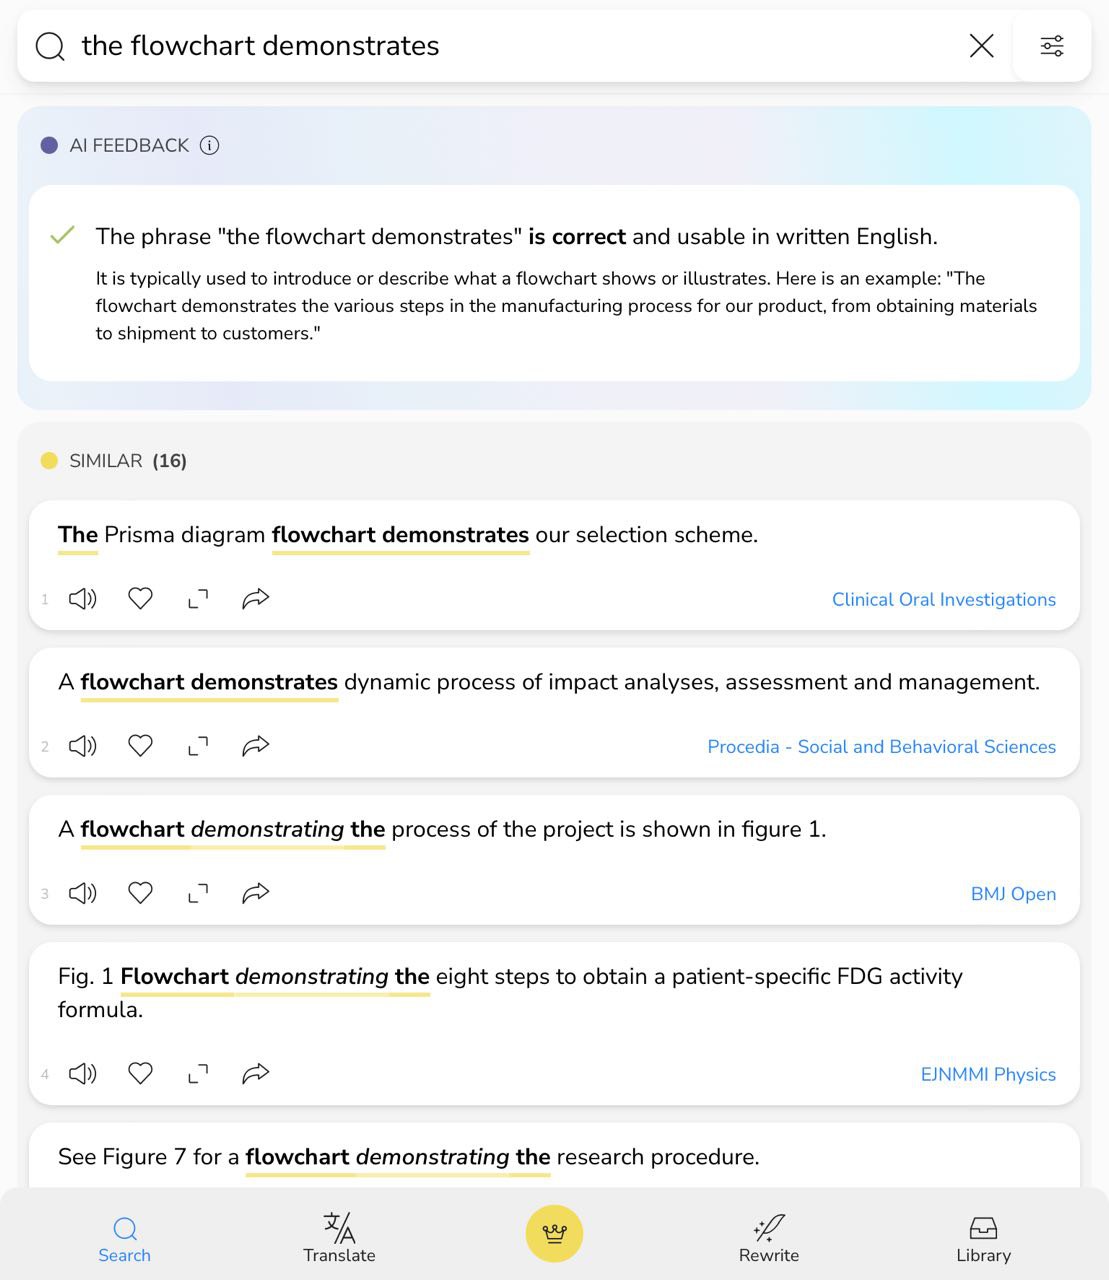 the flowchart demonstrates
AI FEEDBACK
The phrase "the flowchart demonstrates" is correct and usable in written English.
It is typically used to introduce or describe what a flowchart shows or illustrates. Here is an example: "The
flowchart demonstrates the various steps in the manufacturing process for our product, from obtaining materials
to shipment to customers."
SIMILAR (16)
The Prisma diagram flowchart demonstrates our selection scheme.
1 Clinical Oral Investigations
A flowchart demonstrates dynamic process of impact analyses, assessment and management.
2 Procedia - Social and Behavioral Sciences
A flowchart demonstrating the process of the project is shown in figure 1.
3 BMJ Open
Fig. 1 Flowchart demonstrating the eight steps to obtain a patient-specific FDG activity
formula.
4 EJNMMI Physics
See Figure 7 for a flowchart demonstrating the research procedure.
Search Translate Rewrite Library